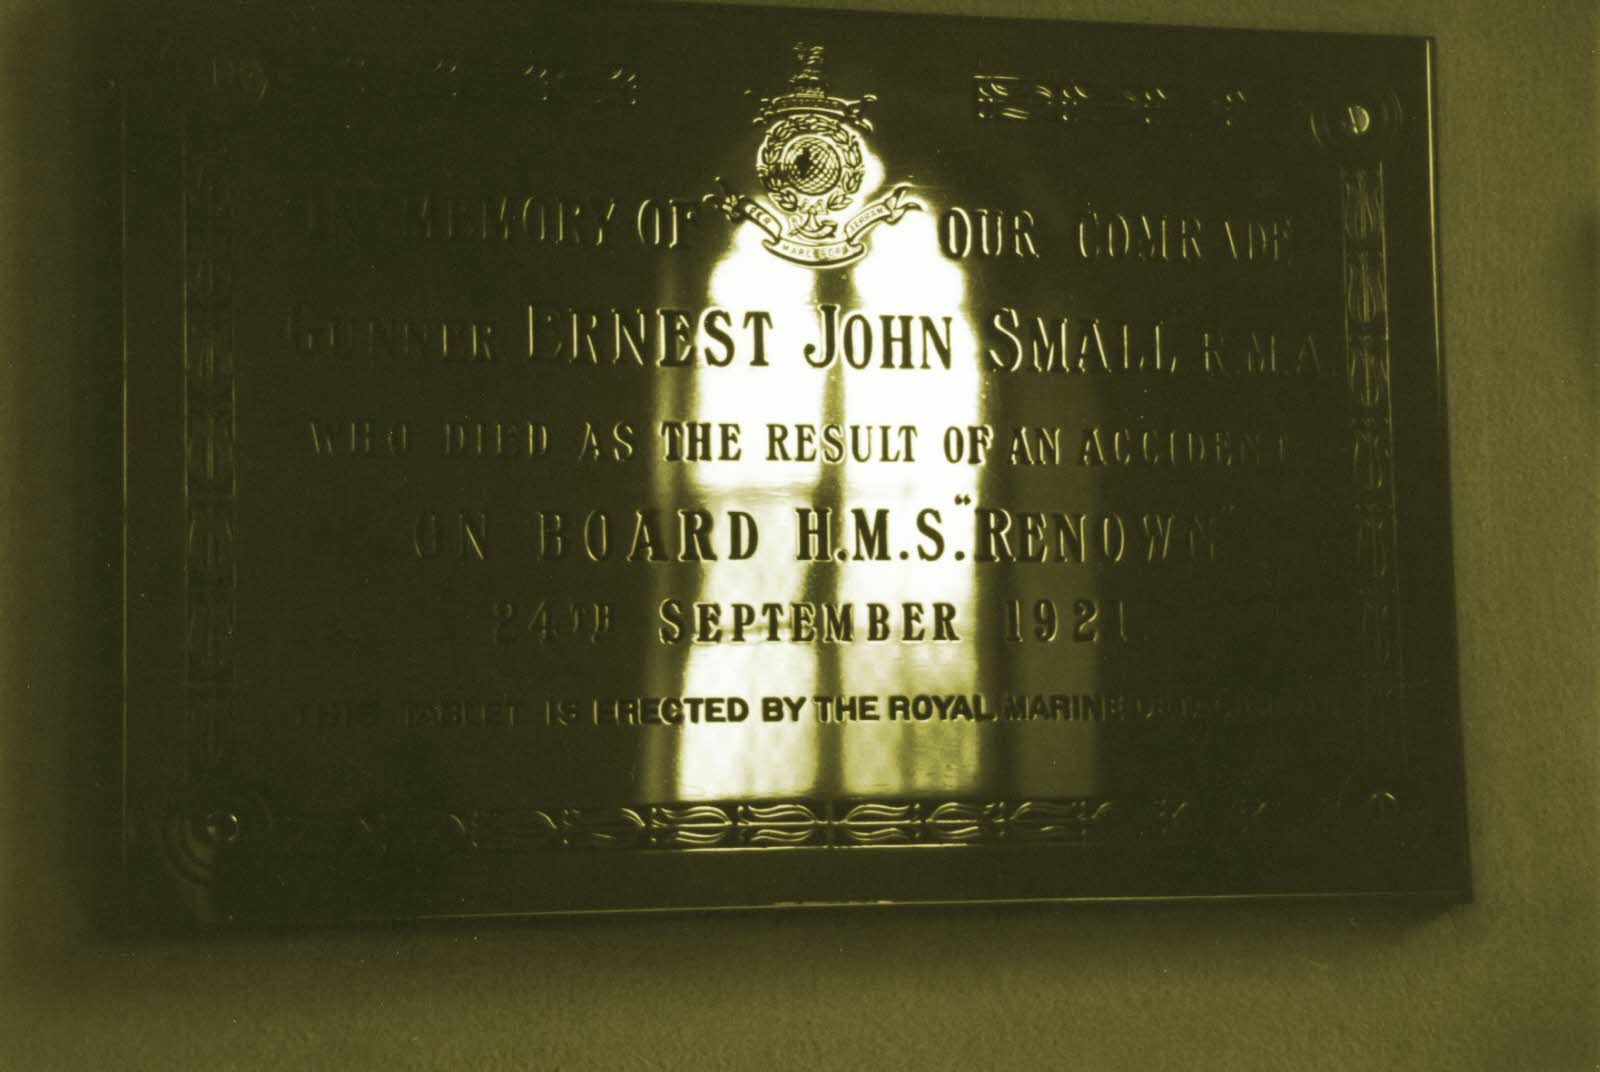 IN MEMORY OF OUR COMRADE
GUNNER ERNEST JOHN SMALL R.M.A.
WHO DIED AS THE RESULT OF AN ACCIDENT
ON BOARD H.M.S. "RENOWN"
24TH SEPTEMBER 1921
THIS TABLET IS ERECTED BY THE ROYAL MARINE